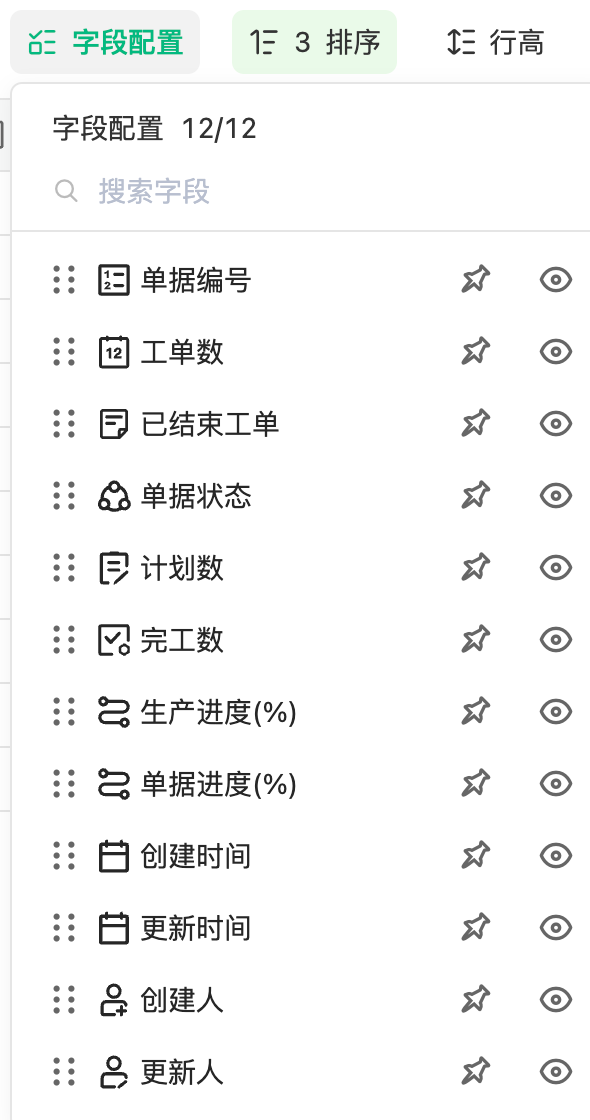 字段配置 3 排序 行高
字段配置 12/12
搜索字段
单据编号
12 工单数
已结束工单
单据状态
计划数
完工数
生产进度(%)
单据进度(%)
创建时间
更新时间
创建人
更新人